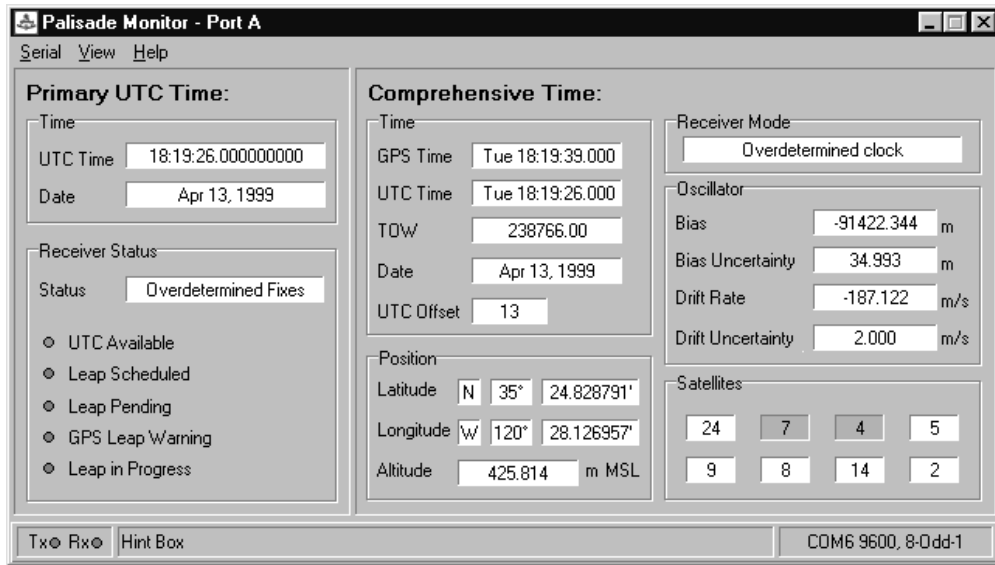 Palisade Monitor - Port A
Serial View Help
Primary UTC Time:
Time
UTC Time 18:19:26.000000000
Date Apr 13, 1999
Receiver Status
Status Overdetermined Fixes
UTC Available
Leap Scheduled
Leap Pending
GPS Leap Warning
Leap in Progress
Comprehensive Time:
Time
GPS Time Tue 18:19:39.000
UTC Time Tue 18:19:26.000
TOW 238766.00
Date Apr 13, 1999
UTC Offset 13
Position
Latitude N 35° 24.828791'
Longitude W 120° 28.126957'
Altitude 425.814 m MSL
Receiver Mode
Overdetermined clock
Oscillator
Bias -91422.344 m
Bias Uncertainty 34.993 m
Drift Rate -187.122 m/s
Drift Uncertainty 2.000 m/s
Satellites
24 7 4 5
9 8 14 2
Tx Rx Hint Box COM6 9600, 8-Odd-1